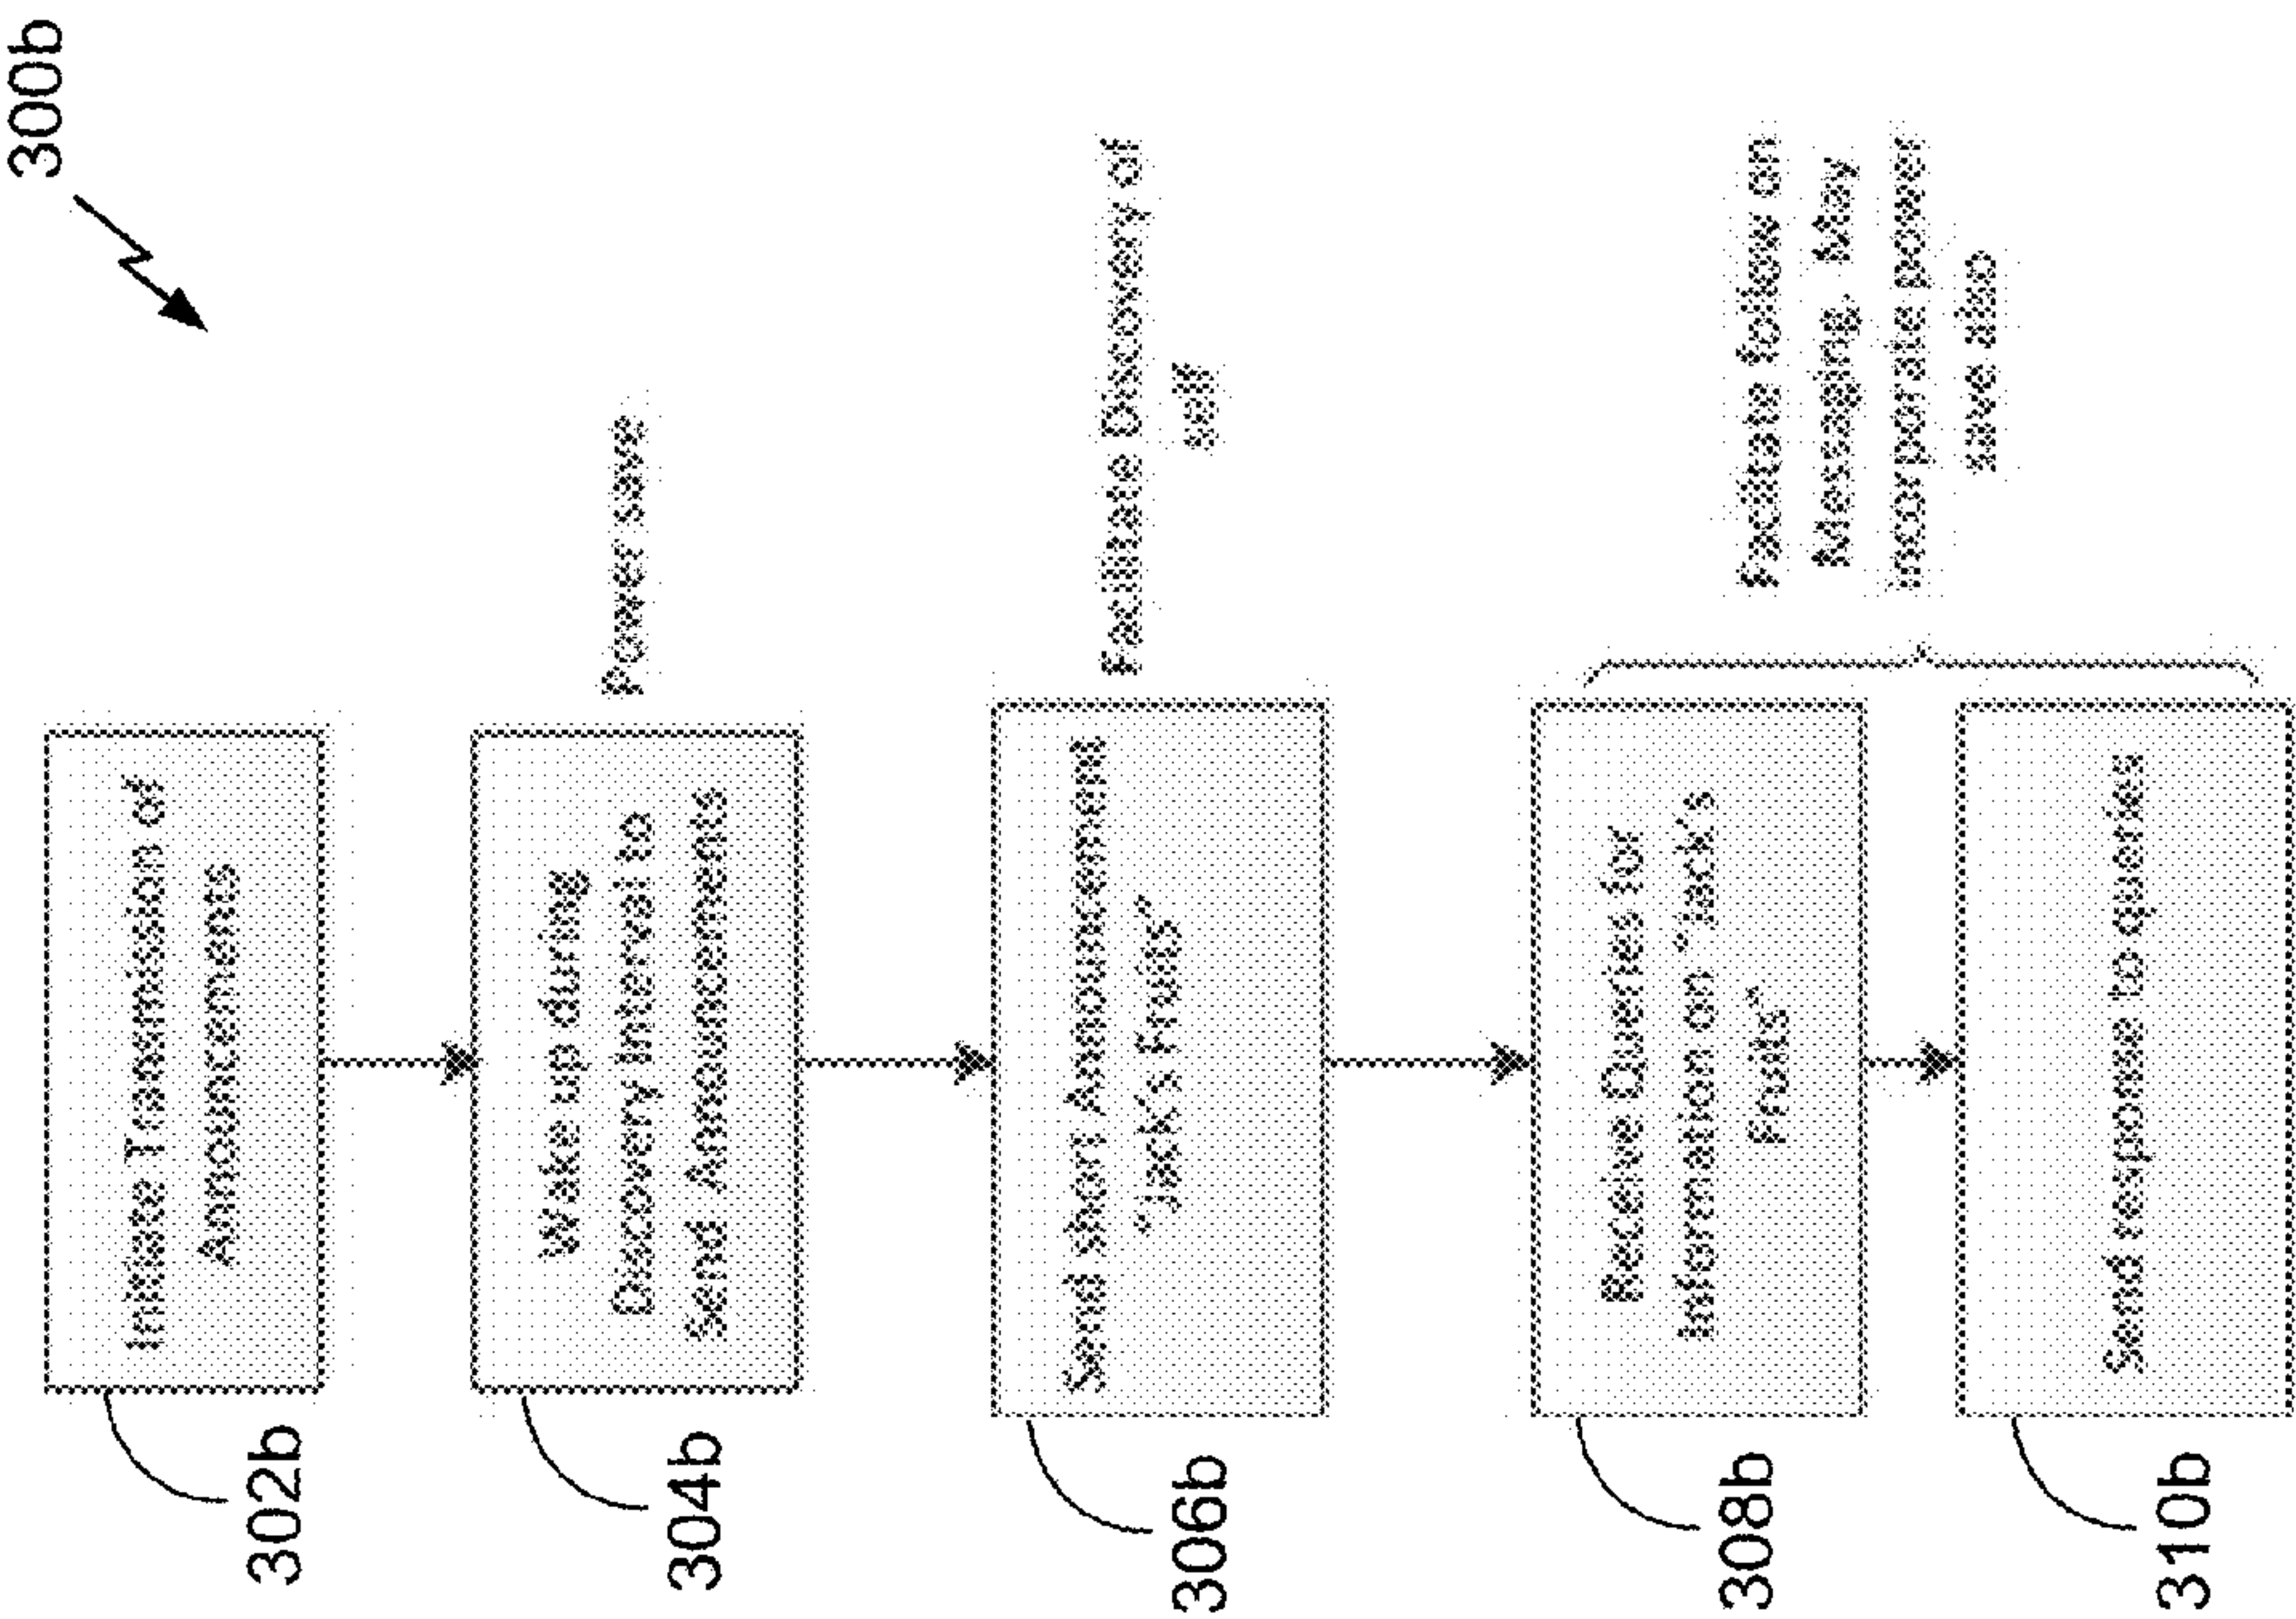 300b
302b
Initiate Transmission of
Announcements
304b
Wake up during
Discovery Interval to
Send Announcements
Power save
306b
Send short Announcement
"Jack's Fruits"
Facilitate Discovery of
self
308b
Receive Queries for
Information on "Jack's
Fruits"
310b
Send response to queries
Facilitate follow on
Messaging. May
incorporate power
save also